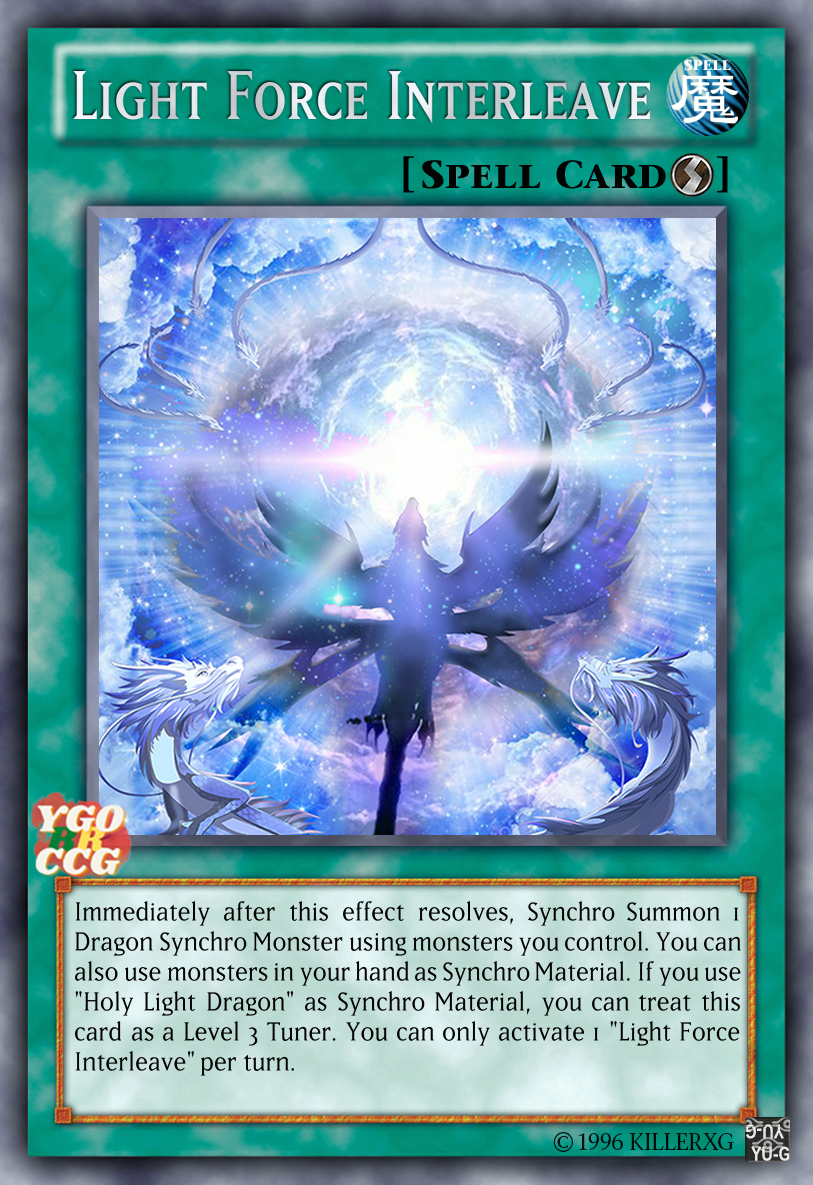 LIGHT FORCE INTERLEAVE
SPELL
魔
[SPELL CARD]
YGO
RR
CCG
Immediately after this effect resolves, Synchro Summon 1
Dragon Synchro Monster using monsters you control. You can
also use monsters in your hand as Synchro Material. If you use
"Holy Light Dragon" as Synchro Material, you can treat this
card as a Level 3 Tuner. You can only activate 1 "Light Force
Interleave" per turn.
© 1996 KILLERXG
YU-G
YU-G